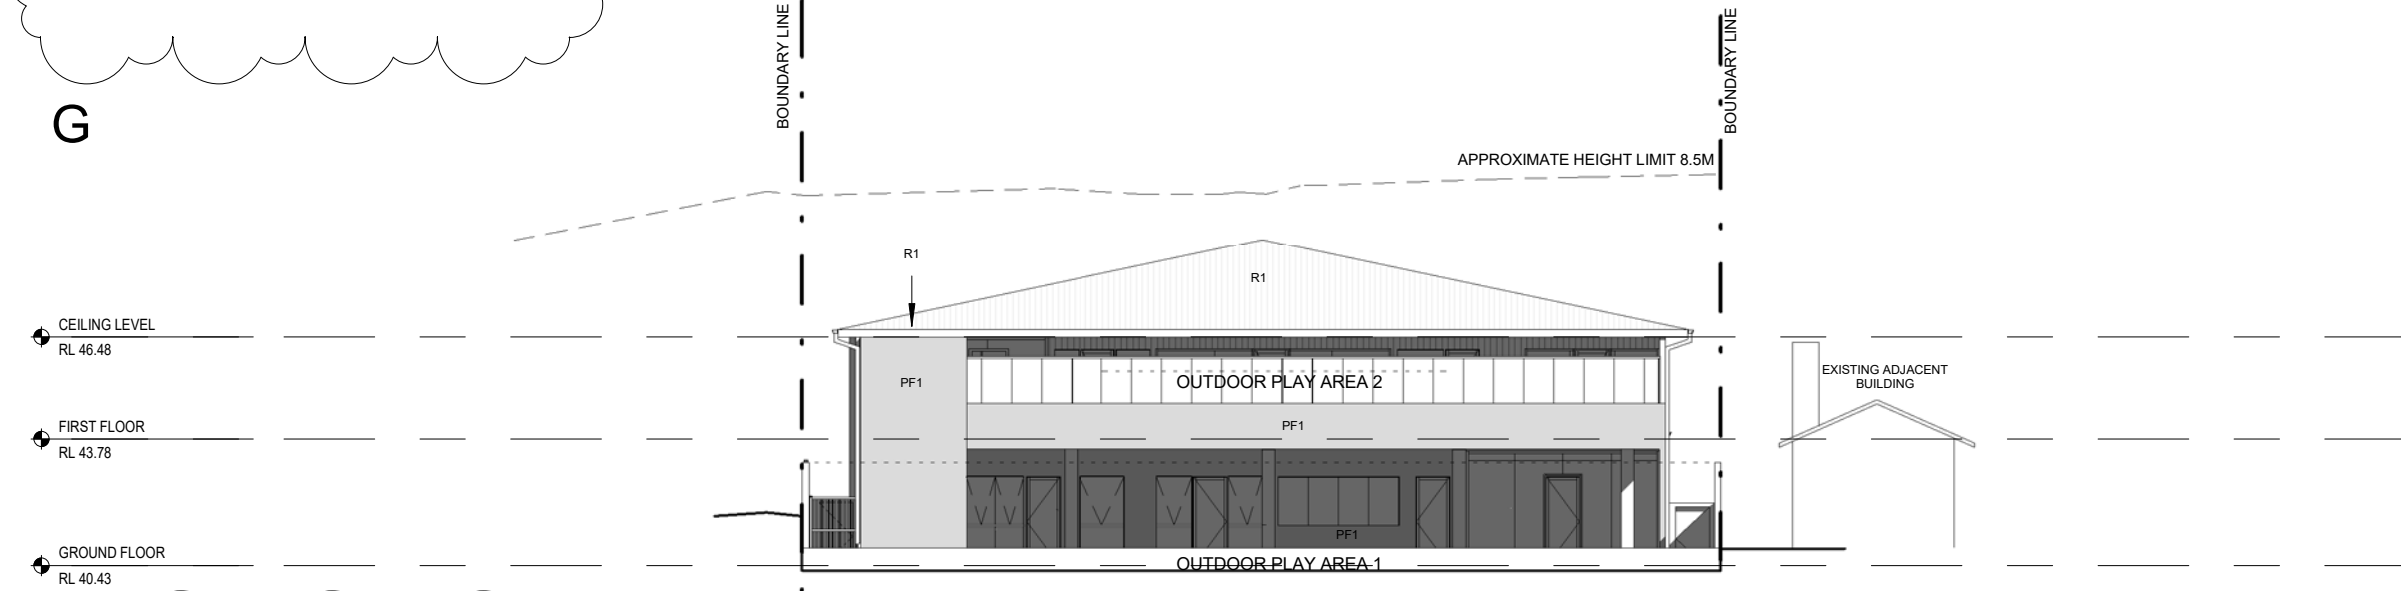 BOUNDARY LINE
BOUNDARY LINE
G
APPROXIMATE HEIGHT LIMIT 8.5M
R1
R1
CEILING LEVEL
RL 46.48
EXISTING ADJACENT
BUILDING
PF1
OUTDOOR PLAY AREA 2
FIRST FLOOR
RL 43.78
PF1
PF1
GROUND FLOOR
RL 40.43
OUTDOOR PLAY AREA 1